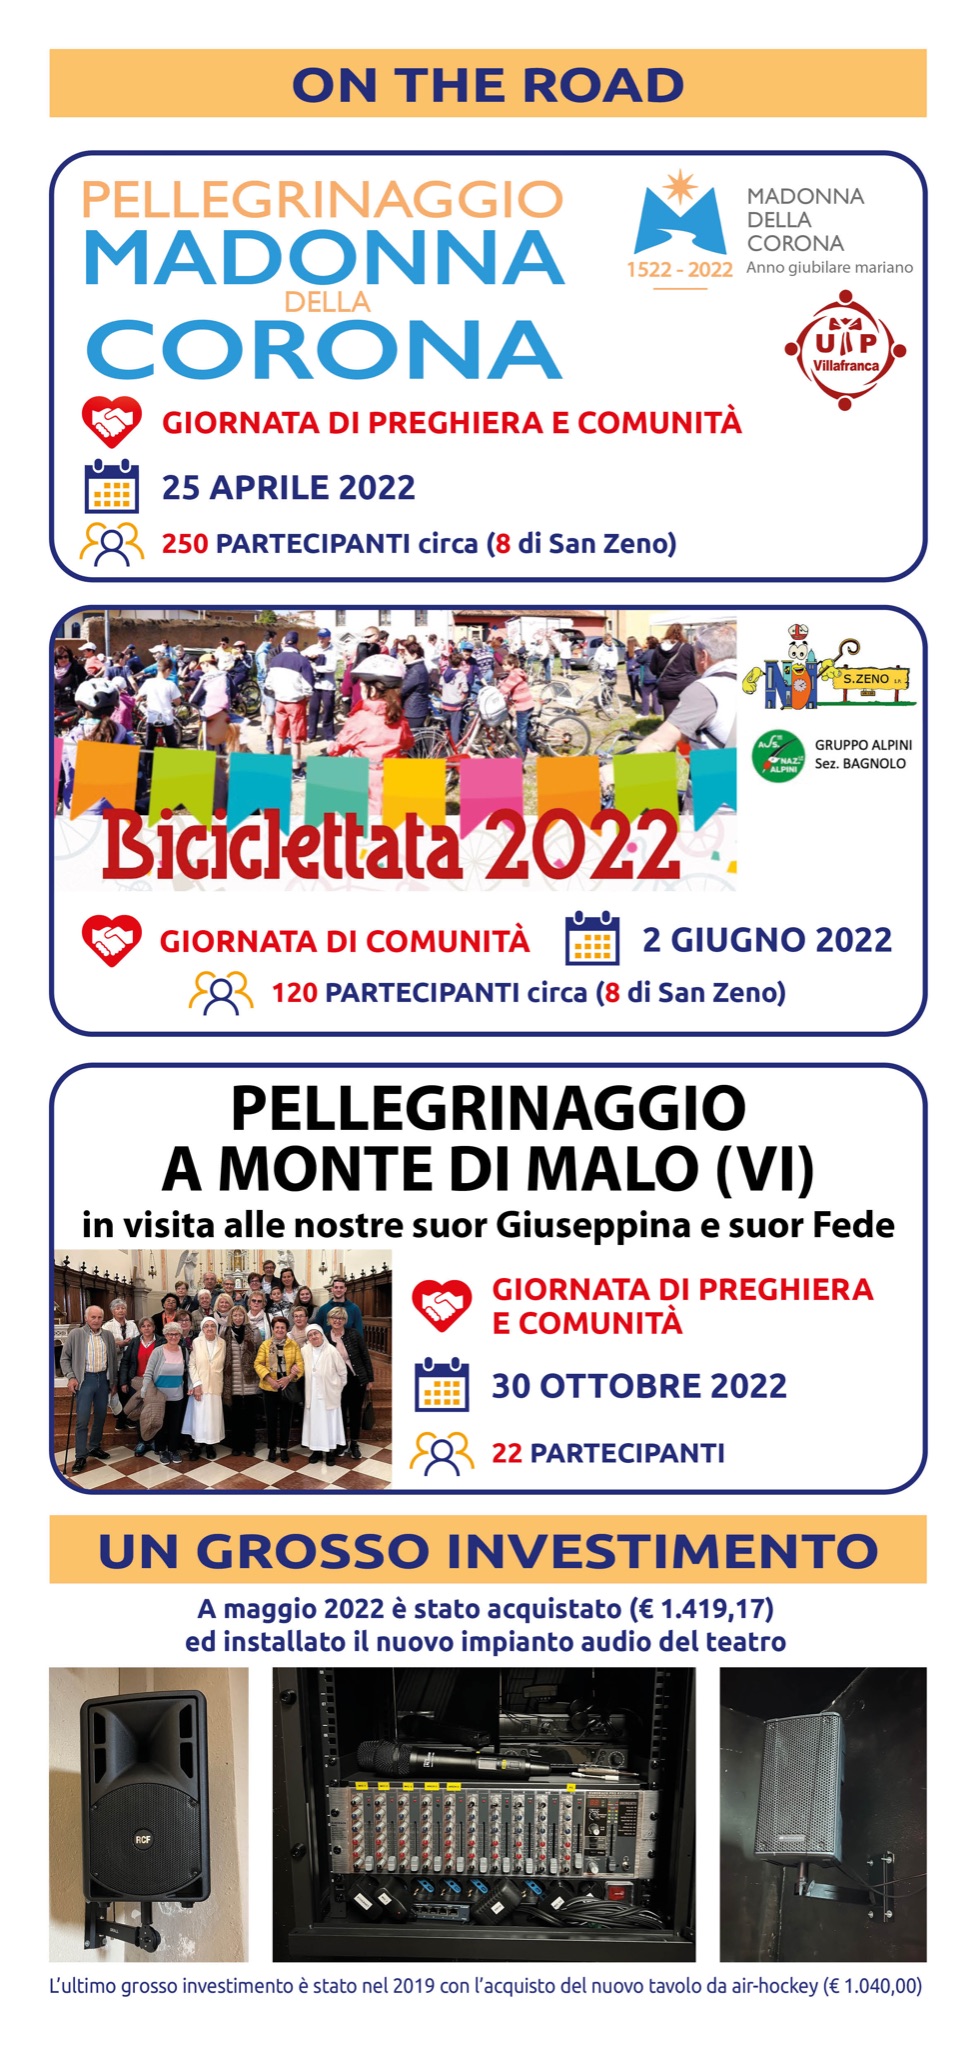 ON THE ROAD
PELLEGRINAGGIO
MADONNA
DELLA
CORONA
1522 - 2022
MADONNA
DELLA
CORONA
Anno giubilare mariano
UP
Villafranca
GIORNATA DI PREGHIERA E COMUNITÀ
25 APRILE 2022
250 PARTECIPANTI circa (8 di San Zeno)
Biciclettata 2022
NOI
S.ZENO
GRUPPO ALPINI
Sez. BAGNOLO
NAZ.
ALPINI
GIORNATA DI COMUNITÀ
2 GIUGNO 2022
120 PARTECIPANTI circa (8 di San Zeno)
PELLEGRINAGGIO
A MONTE DI MALO (VI)
in visita alle nostre suor Giuseppina e suor Fede
GIORNATA DI PREGHIERA
E COMUNITÀ
30 OTTOBRE 2022
22 PARTECIPANTI
UN GROSSO INVESTIMENTO
A maggio 2022 è stato acquistato (€ 1.419,17)
ed installato il nuovo impianto audio del teatro
RCF
L'ultimo grosso investimento è stato nel 2019 con l'acquisto del nuovo tavolo da air-hockey (€ 1.040,00)